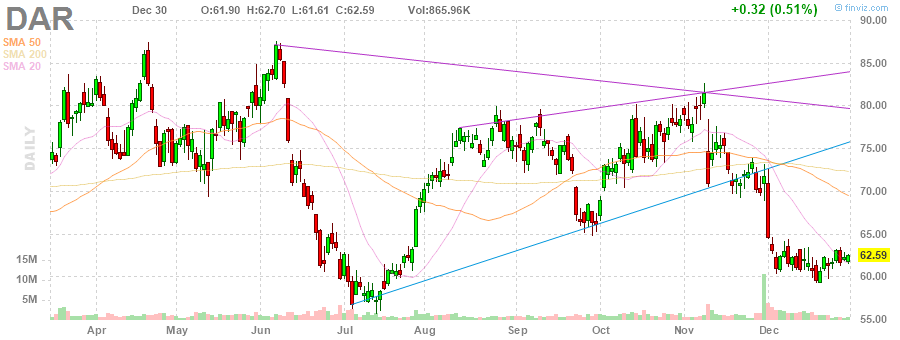 DAR Dec 30 O:61.90 H:62.70 L:61.61 C:62.59 Vol:865.96K +0.32 (0.51%) finviz.com
SMA 50
SMA 200
SMA 20
DAILY
90.00
85.00
80.00
75.00
70.00
65.00
62.59
60.00
55.00
15M
10M
5M
Apr May Jun Jul Aug Sep Oct Nov Dec